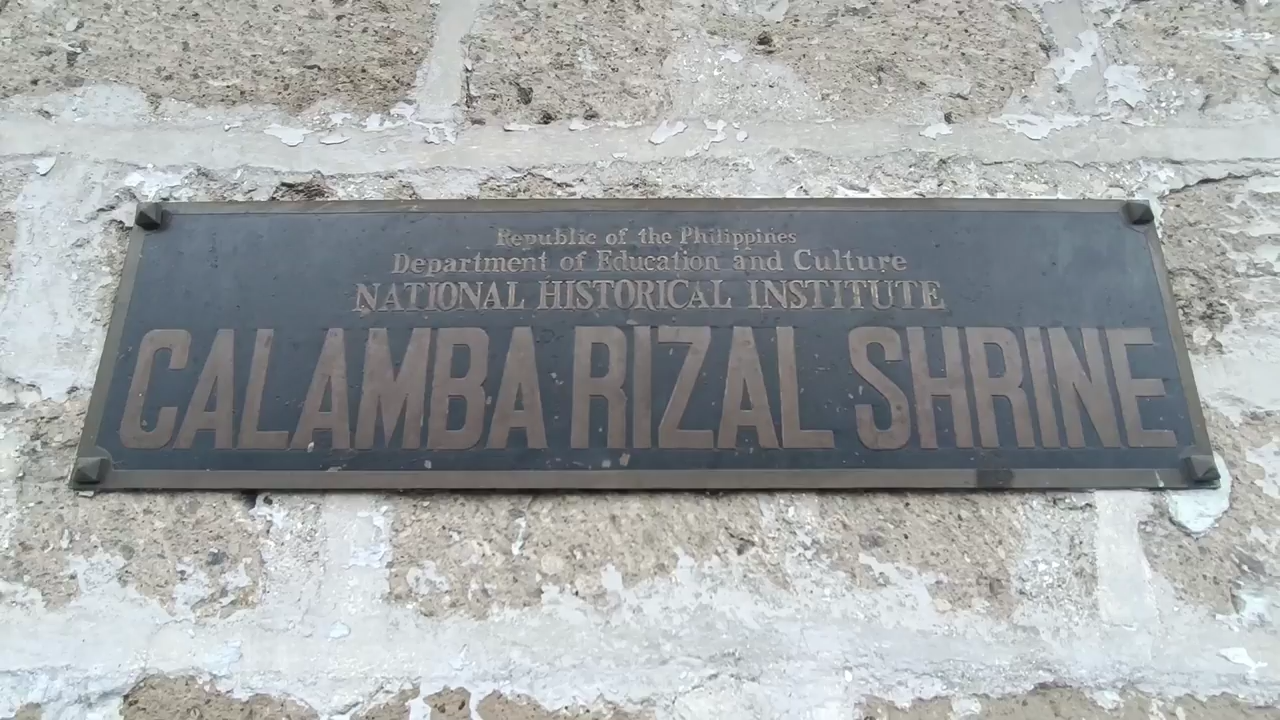 Republic of the Philippines
Department of Education and Culture
NATIONAL HISTORICAL INSTITUTE
CALAMBA RIZAL SHRINE